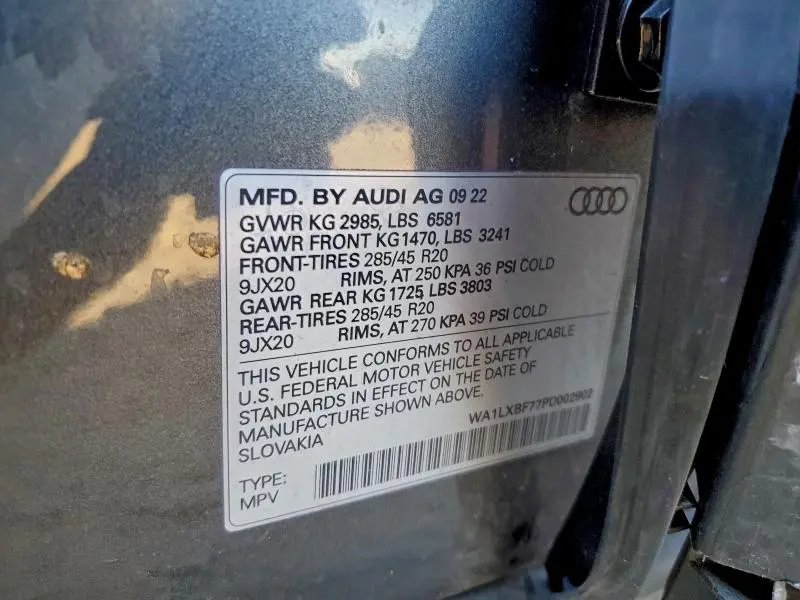 MFD. BY AUDI AG 09 22
GVWR KG 2985, LBS 6581
GAWR FRONT KG 1470, LBS 3241
FRONT-TIRES 285/45 R20
9JX20 RIMS, AT 250 KPA 36 PSI COLD
GAWR REAR KG 1725, LBS 3803
REAR-TIRES 285/45 R20
9JX20 RIMS, AT 270 KPA 39 PSI COLD
THIS VEHICLE CONFORMS TO ALL APPLICABLE
U.S. FEDERAL MOTOR VEHICLE SAFETY
STANDARDS IN EFFECT ON THE DATE OF
MANUFACTURE SHOWN ABOVE.
SLOVAKIA
WA1LXBF77PD002902
TYPE:
MPV